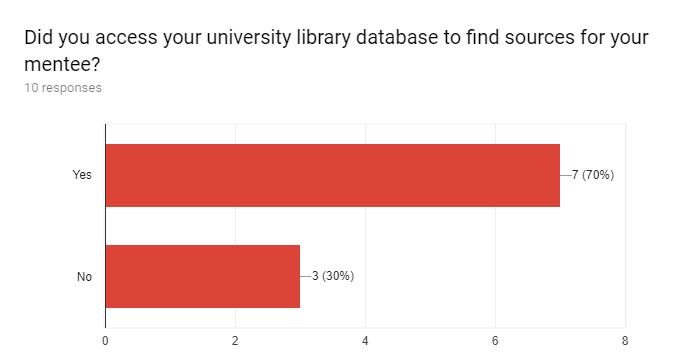 Did you access your university library database to find sources for your
mentee?
10 responses
Yes
7 (70%)
No
3 (30%)
0 2 4 6 8